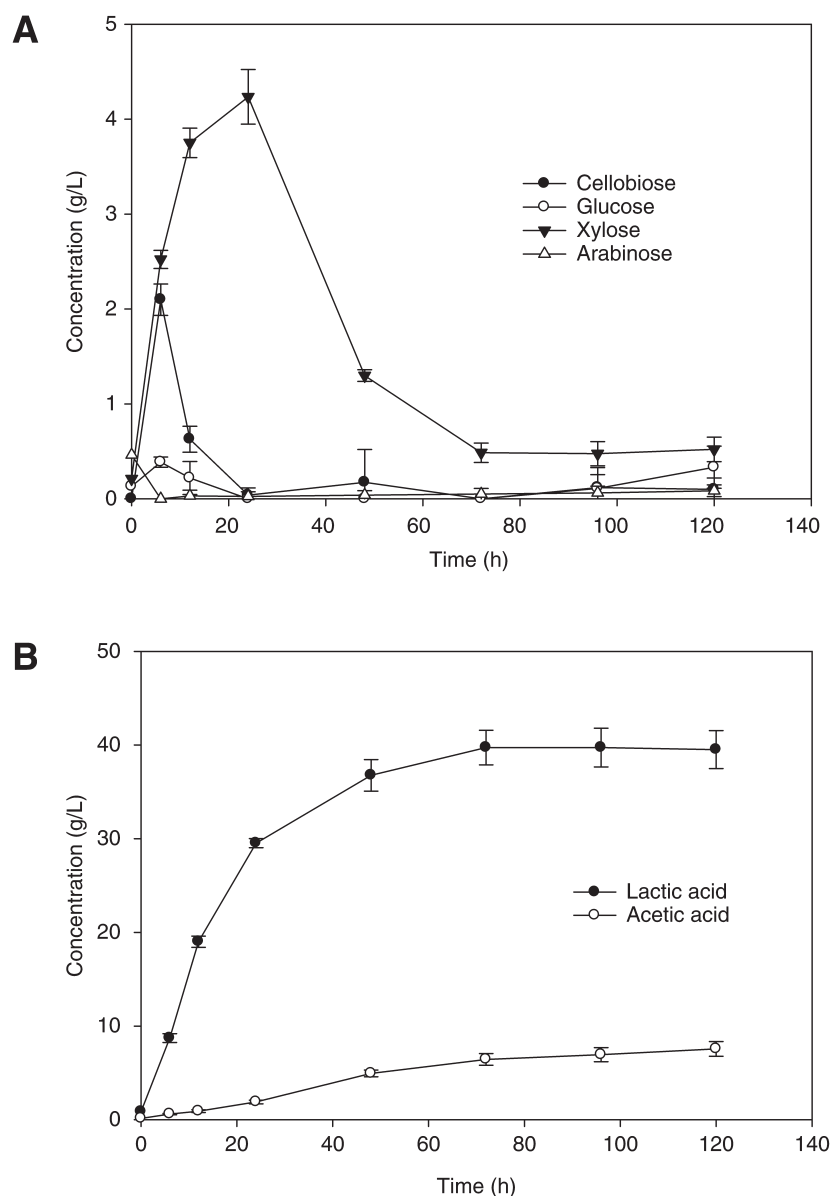 A
5
4
3
2
1
0
Concentration (g/L)
Cellobiose
Glucose
Xylose
Arabinose
0 20 40 60 80 100 120 140
Time (h)
B
50
40
30
20
10
0
Concentration (g/L)
Lactic acid
Acetic acid
0 20 40 60 80 100 120 140
Time (h)